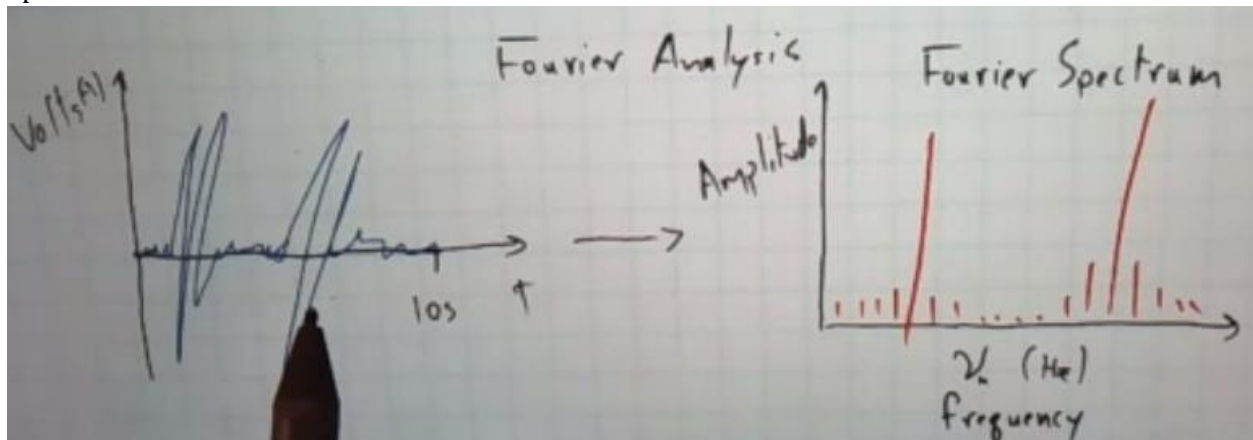 Fourier Analysis
Fourier Spectrum
Volts
Amplitude
10s
ν (Hz)
frequency